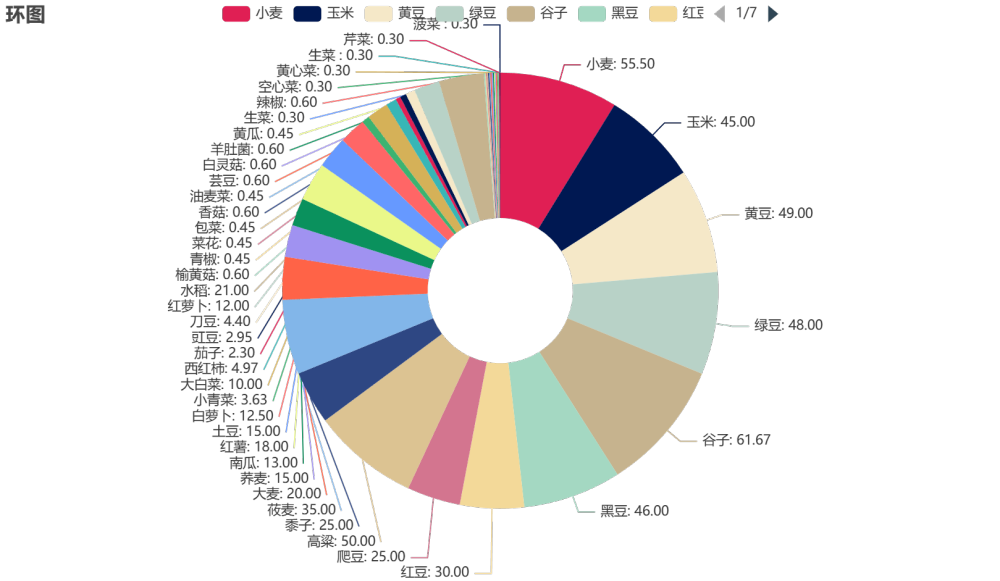 环图
小麦 玉米 黄豆 绿豆 谷子 黑豆 红豆 1/7
菠菜 : 0.30
芹菜: 0.30
生菜 : 0.30
黄心菜: 0.30
空心菜: 0.30
辣椒: 0.60
生菜: 0.30
黄瓜: 0.45
羊肚菌: 0.60
白灵菇: 0.60
芸豆: 0.60
油麦菜: 0.45
香菇: 0.60
包菜: 0.45
菜花: 0.45
青椒: 0.45
榆黄菇: 0.60
水稻: 21.00
红萝卜: 12.00
刀豆: 4.40
豇豆: 2.95
茄子: 2.30
西红柿: 4.97
大白菜: 10.00
小青菜: 3.63
白萝卜: 12.50
土豆: 15.00
红薯: 18.00
南瓜: 13.00
荞麦: 15.00
大麦: 20.00
莜麦: 35.00
黍子: 25.00
高粱: 50.00
爬豆: 25.00
红豆: 30.00
小麦: 55.50
玉米: 45.00
黄豆: 49.00
绿豆: 48.00
谷子: 61.67
黑豆: 46.00